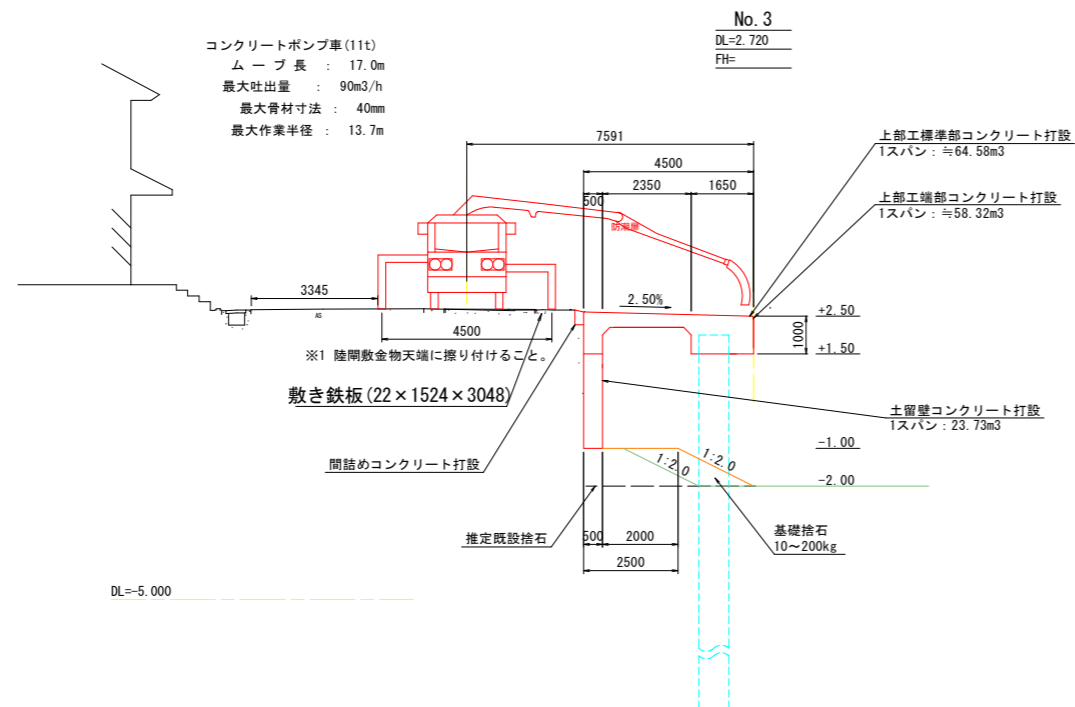 No. 3
DL=2.720
FH=
コンクリートポンプ車(11t)
ムーブ長 : 17.0m
最大吐出量 : 90m3/h
最大骨材寸法 : 40mm
最大作業半径 : 13.7m
7591
4500
500
2350
1650
上部工標準部コンクリート打設
1スパン：≒64.58m3
上部工端部コンクリート打設
1スパン：≒58.32m3
防潮扉
3345
AS
2.50%
+2.50
1000
+1.50
4500
※1 陸閘敷金物天端に擦り付けること。
敷き鉄板(22×1524×3048)
土留壁コンクリート打設
1スパン：23.73m3
間詰めコンクリート打設
-1.00
1:2.0
1:2.0
-2.00
推定既設捨石
500
2000
2500
基礎捨石
10～200kg
DL=-5.000